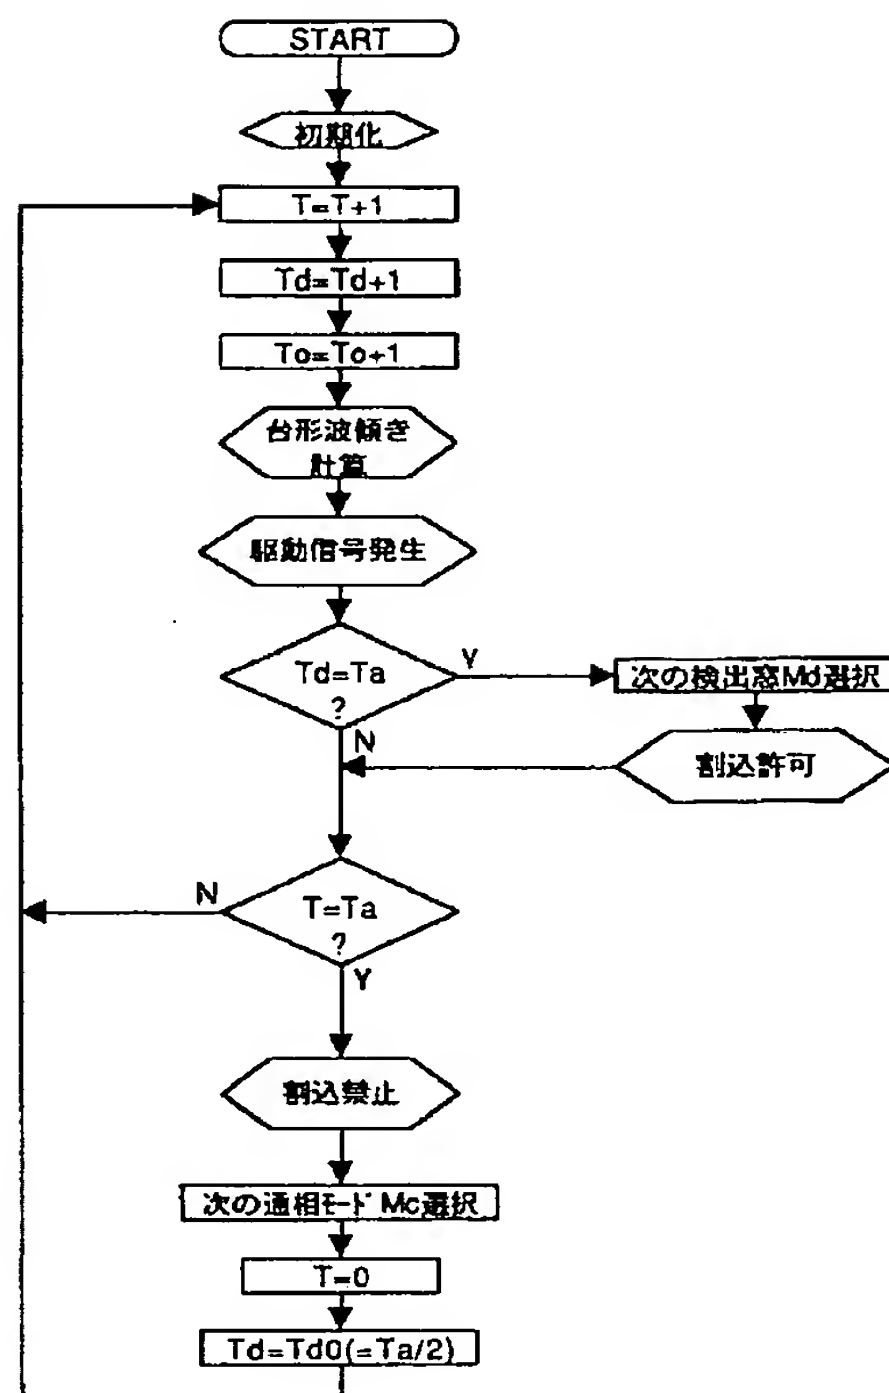 START
初期化
T=T+1
Td=Td+1
To=To+1
台形波傾き
計算
駆動信号発生
Td=Ta
?
Y
次の検出窓Md選択
N
割込許可
N
T=Ta
?
Y
割込禁止
次の通相ﾓｰﾄﾞMc選択
T=0
Td=Td0(=Ta/2)